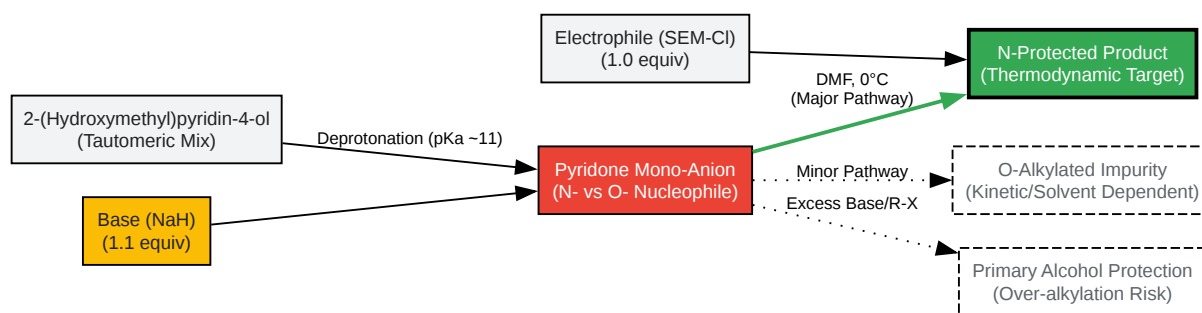 Electrophile (SEM-Cl)
(1.0 equiv)
N-Protected Product
(Thermodynamic Target)
DMF, 0°C
(Major Pathway)
2-(Hydroxymethyl)pyridin-4-ol
(Tautomeric Mix)
Deprotonation (pKa ~11)
Pyridone Mono-Anion
(N- vs O- Nucleophile)
Minor Pathway
O-Alkylated Impurity
(Kinetic/Solvent Dependent)
Excess Base/R-X
Base (NaH)
(1.1 equiv)
Primary Alcohol Protection
(Over-alkylation Risk)